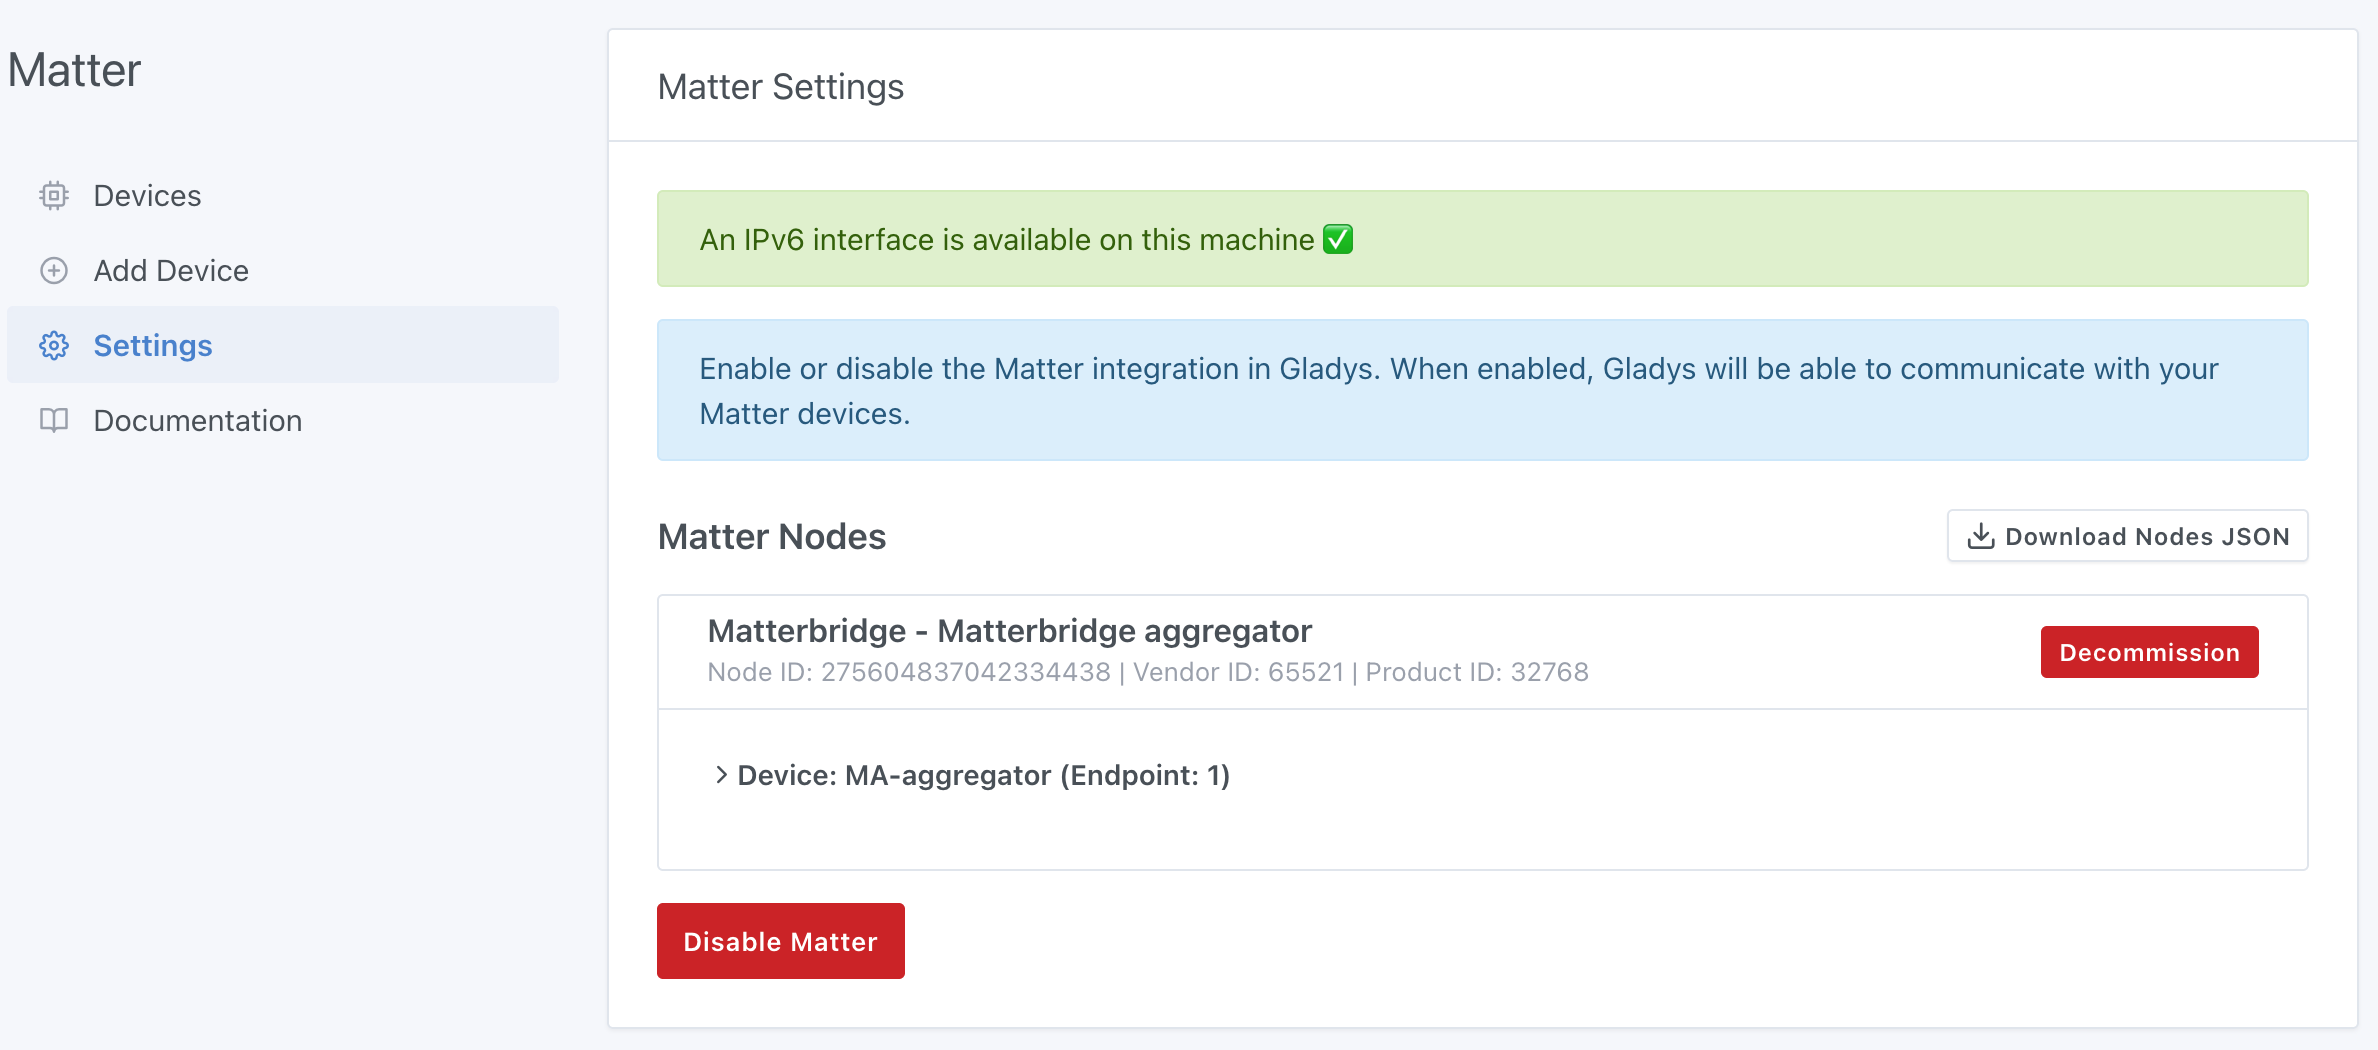 Matter
Devices
Add Device
Settings
Documentation
Matter Settings
An IPv6 interface is available on this machine ✅
Enable or disable the Matter integration in Gladys. When enabled, Gladys will be able to communicate with your
Matter devices.
Matter Nodes
Download Nodes JSON
Matterbridge - Matterbridge aggregator
Node ID: 275604837042334438 | Vendor ID: 65521 | Product ID: 32768
Decommission
Device: MA-aggregator (Endpoint: 1)
Disable Matter